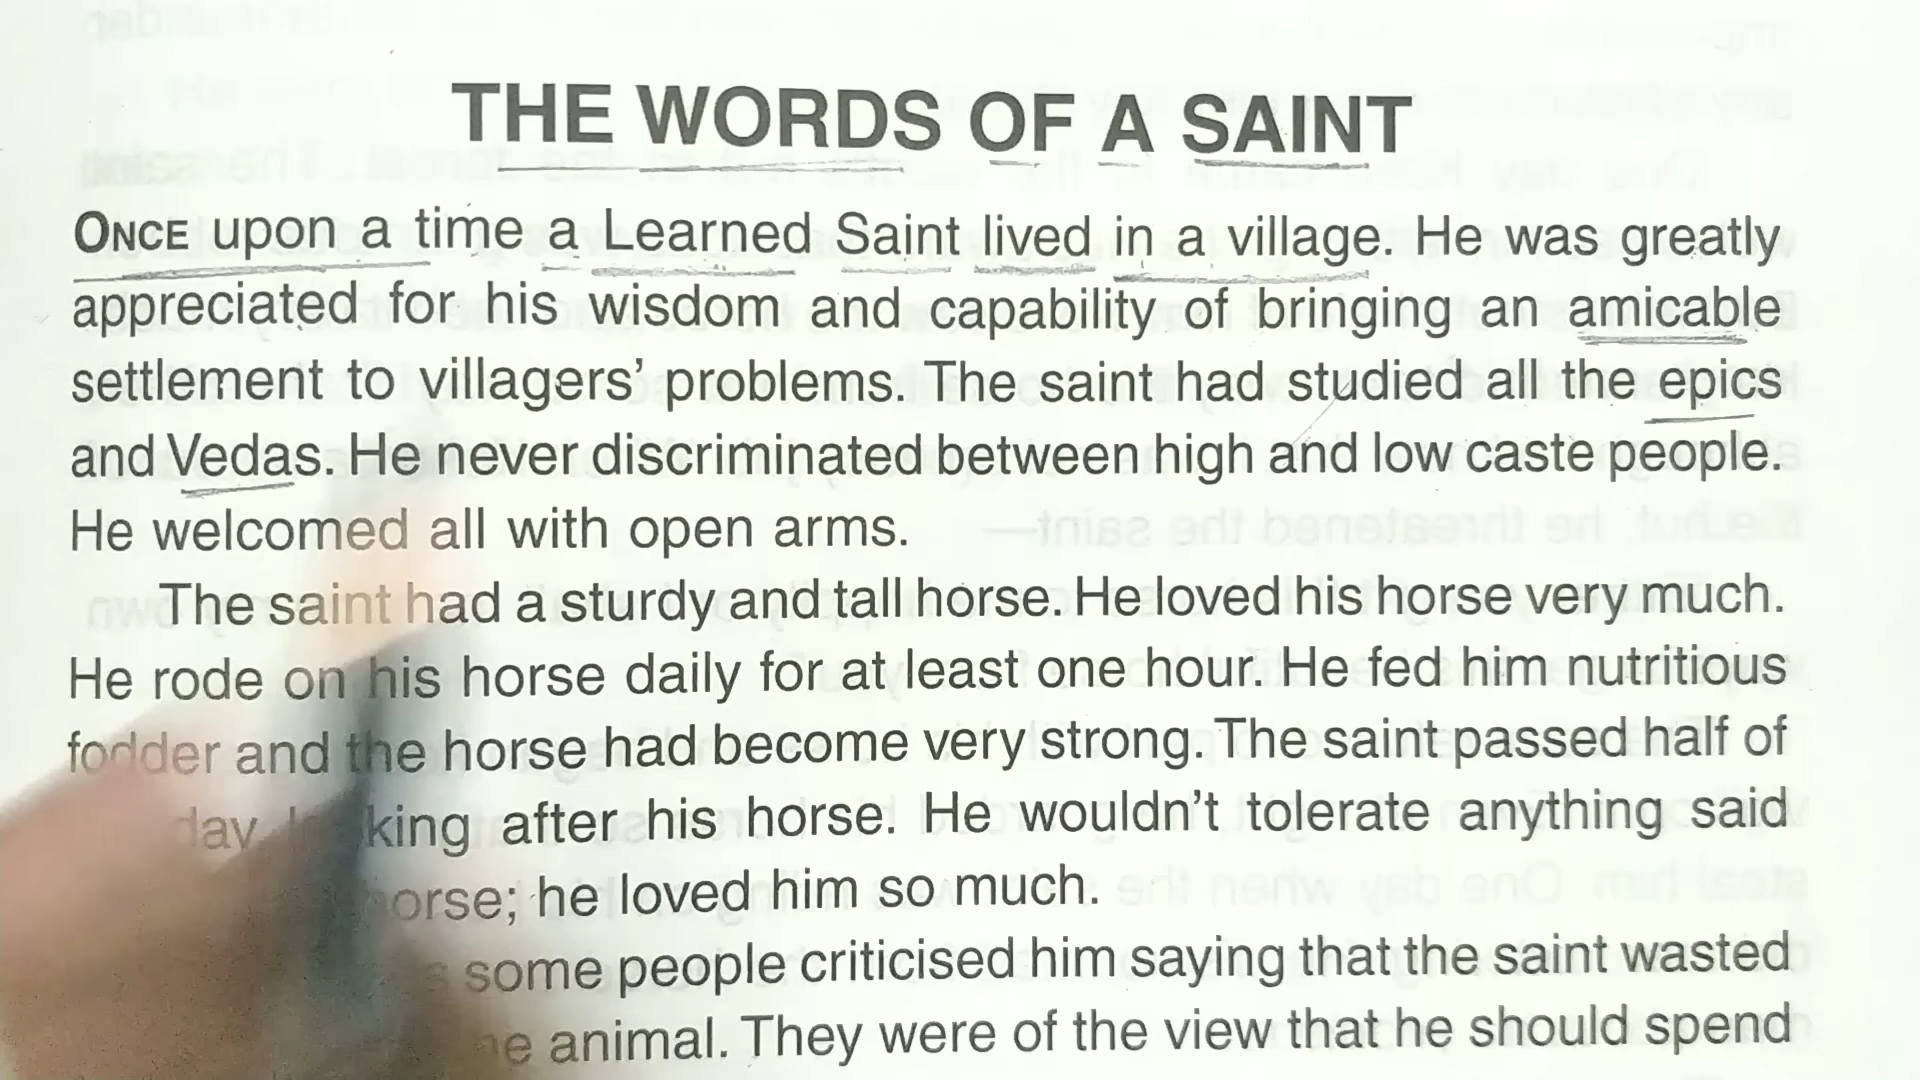 THE WORDS OF A SAINT
ONCE upon a time a Learned Saint lived in a village. He was greatly
appreciated for his wisdom and capability of bringing an amicable
settlement to villagers' problems. The saint had studied all the epics
and Vedas. He never discriminated between high and low caste people.
He welcomed all with open arms.
The saint had a sturdy and tall horse. He loved his horse very much.
He rode on his horse daily for at least one hour. He fed him nutritious
fodder and the horse had become very strong. The saint passed half of
after his horse. He wouldn't tolerate anything said
horse; he loved him so much.
some people criticised him saying that the saint wasted
animal. They were of the view that he should spend